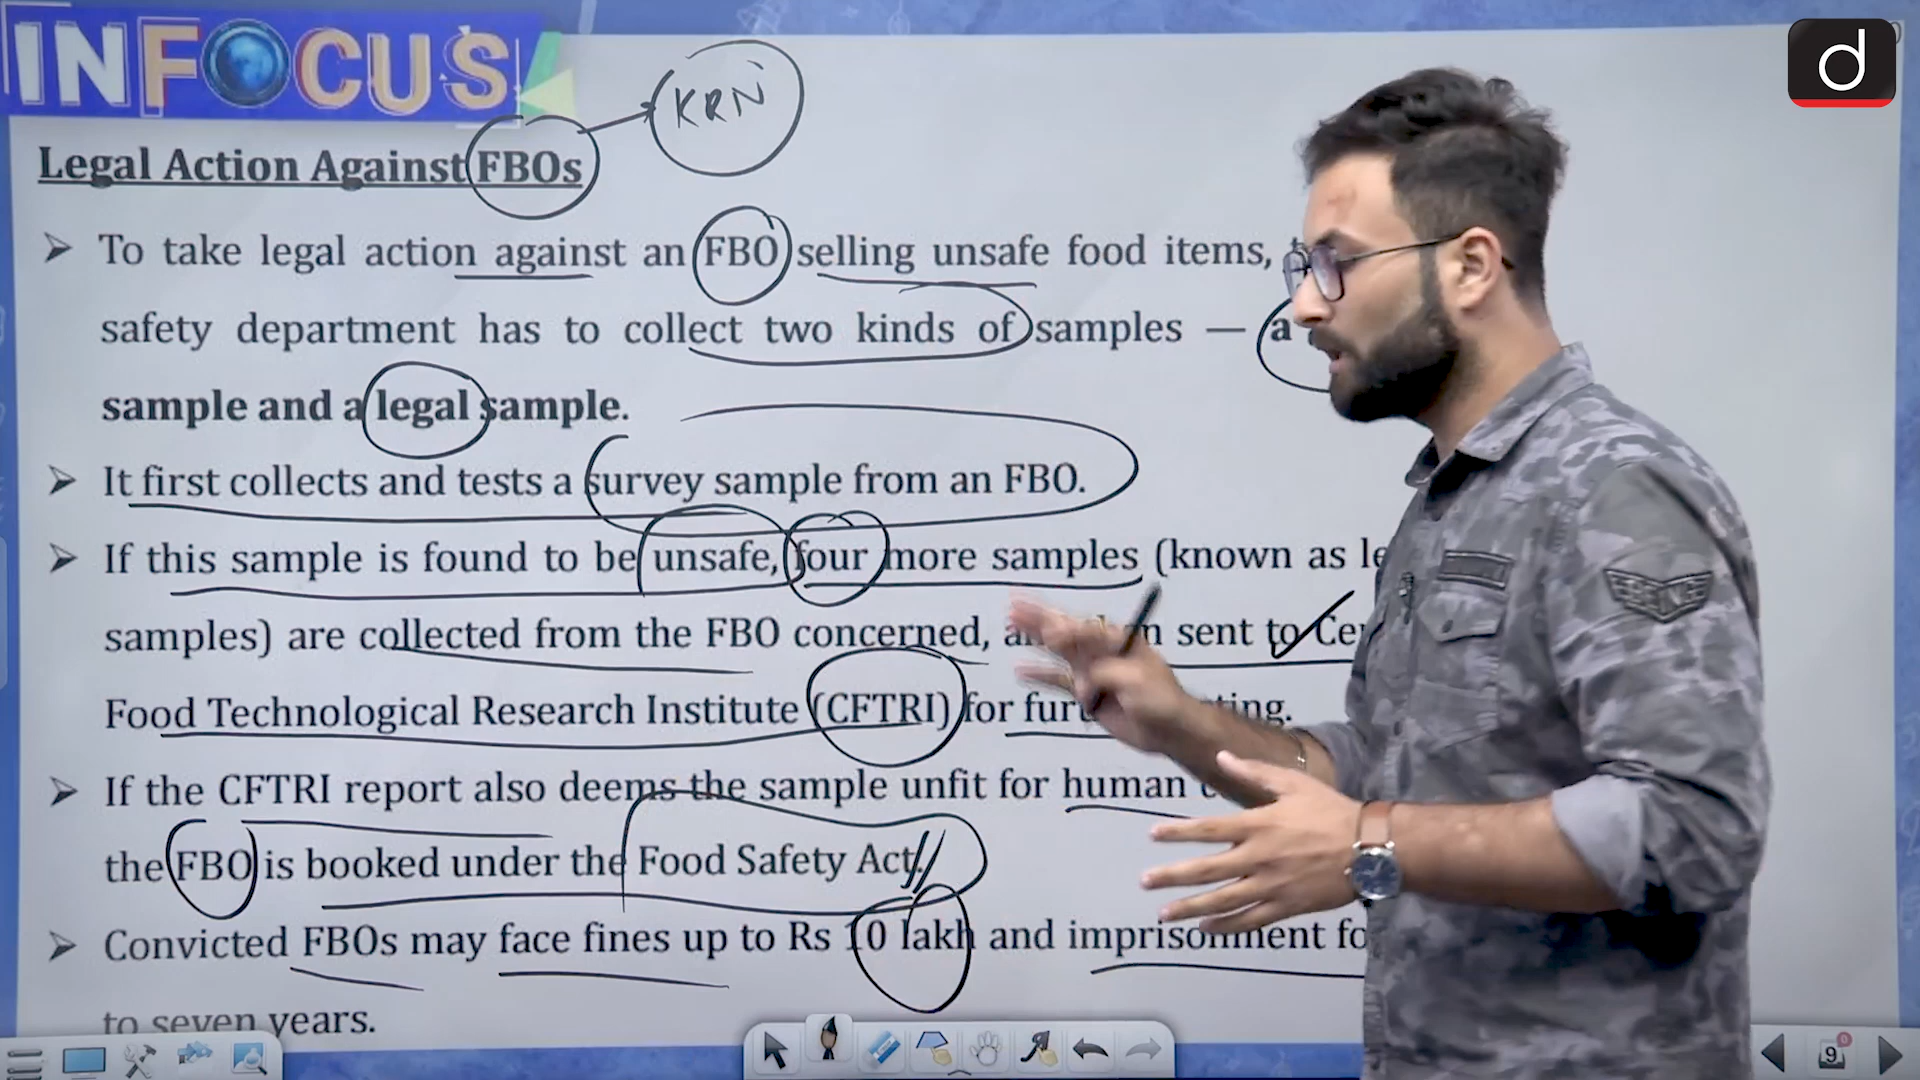 INFOCUS
KRN
d
Legal Action Against FBOs
➢ To take legal action against an FBO selling unsafe food items,
safety department has to collect two kinds of samples — a
sample and a legal sample.
➢ It first collects and tests a survey sample from an FBO.
➢ If this sample is found to be unsafe, four more samples (known as
samples) are collected from the FBO concerned, sent to
Food Technological Research Institute (CFTRI) for
➢ If the CFTRI report also deems the sample unfit for human
the FBO is booked under the Food Safety Act.
➢ Convicted FBOs may face fines up to Rs 10 lakh and imprisonment
to seven years.
9
0